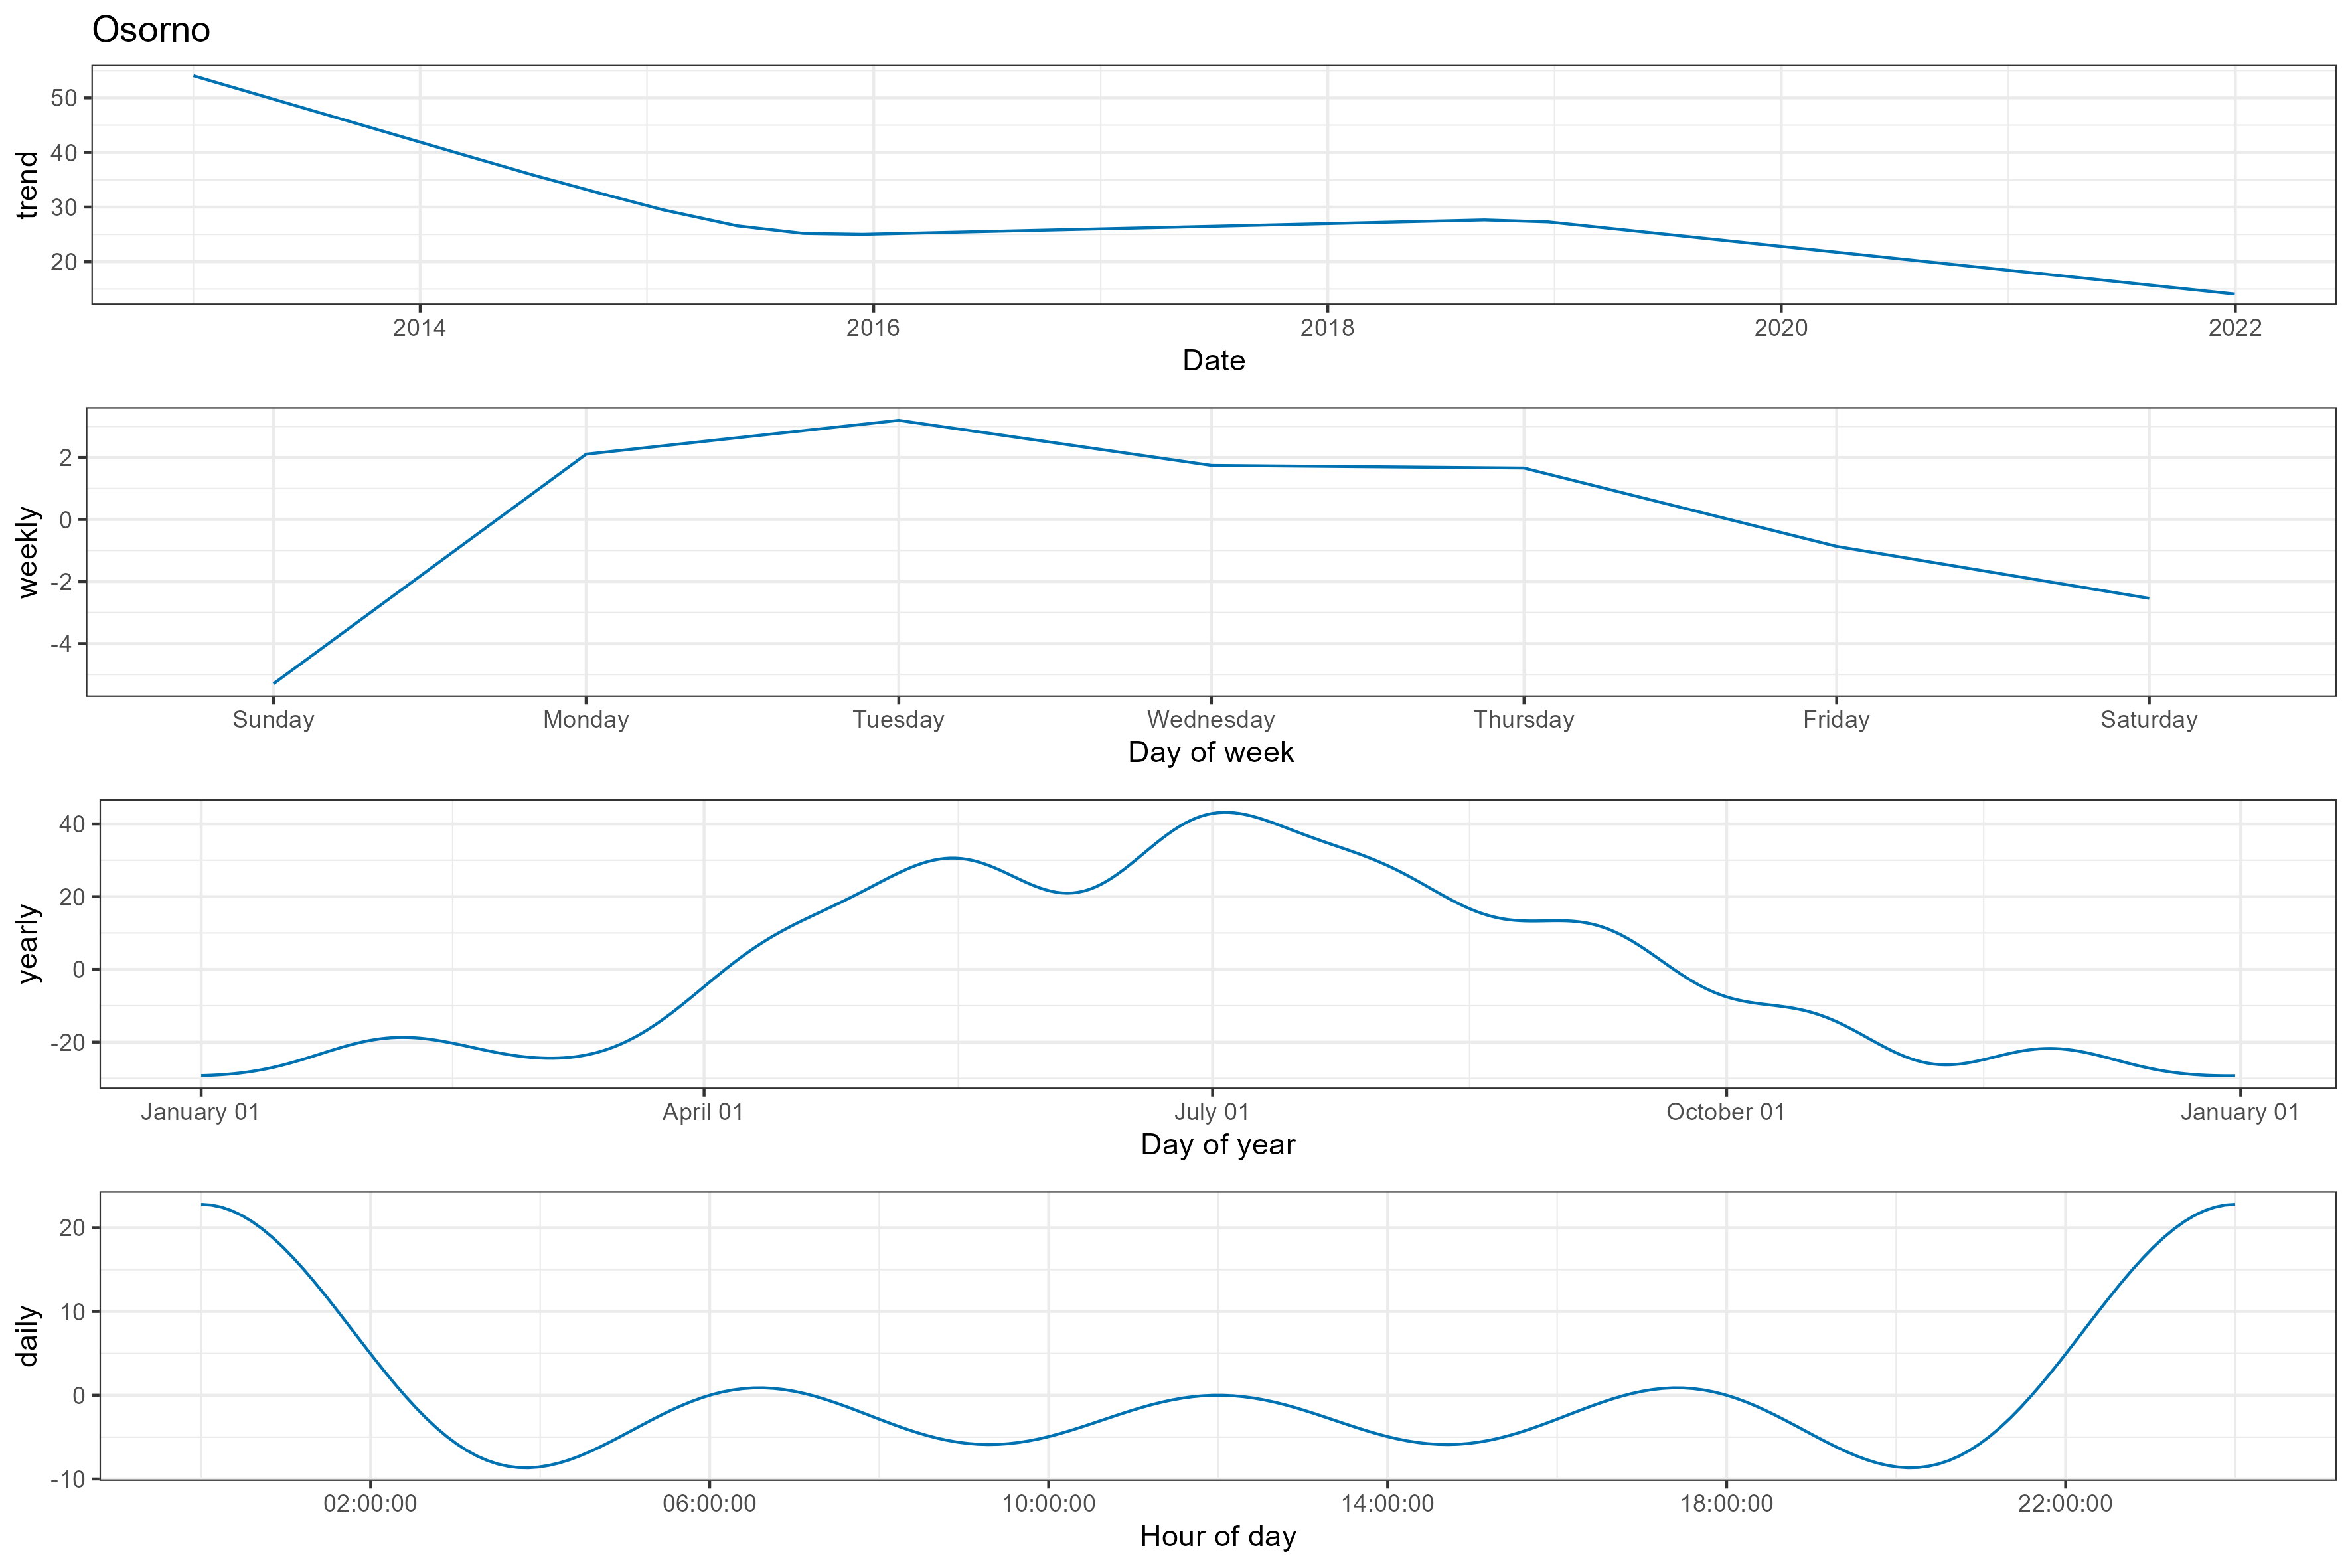 Osorno
trend
50
40
30
20
2014 2016 2018 2020 2022
Date
weekly
2
0
-2
-4
Sunday Monday Tuesday Wednesday Thursday Friday Saturday
Day of week
yearly
40
20
0
-20
January 01 April 01 July 01 October 01 January 01
Day of year
daily
20
10
0
-10
02:00:00 06:00:00 10:00:00 14:00:00 18:00:00 22:00:00
Hour of day